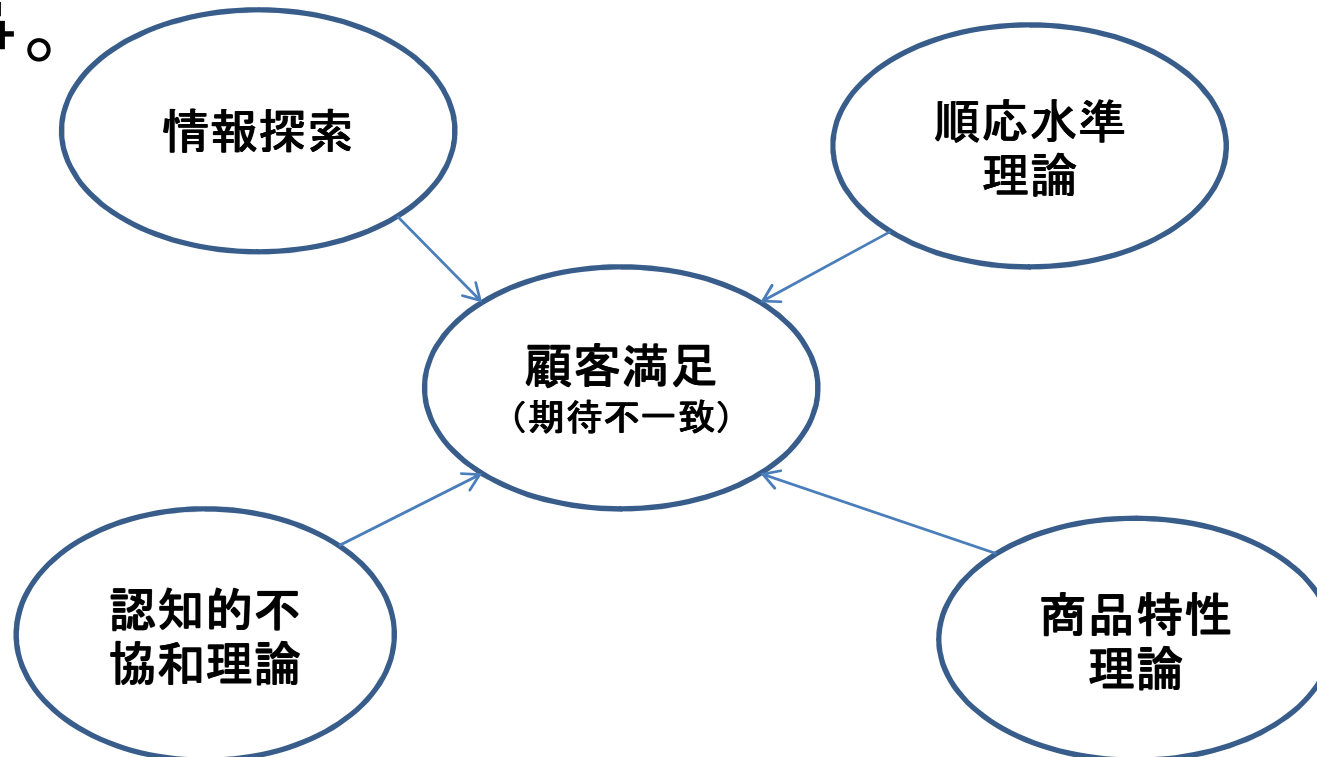 。
情報探索
順応水準
理論
顧客満足
（期待不一致）
認知的不
協和理論
商品特性
理論